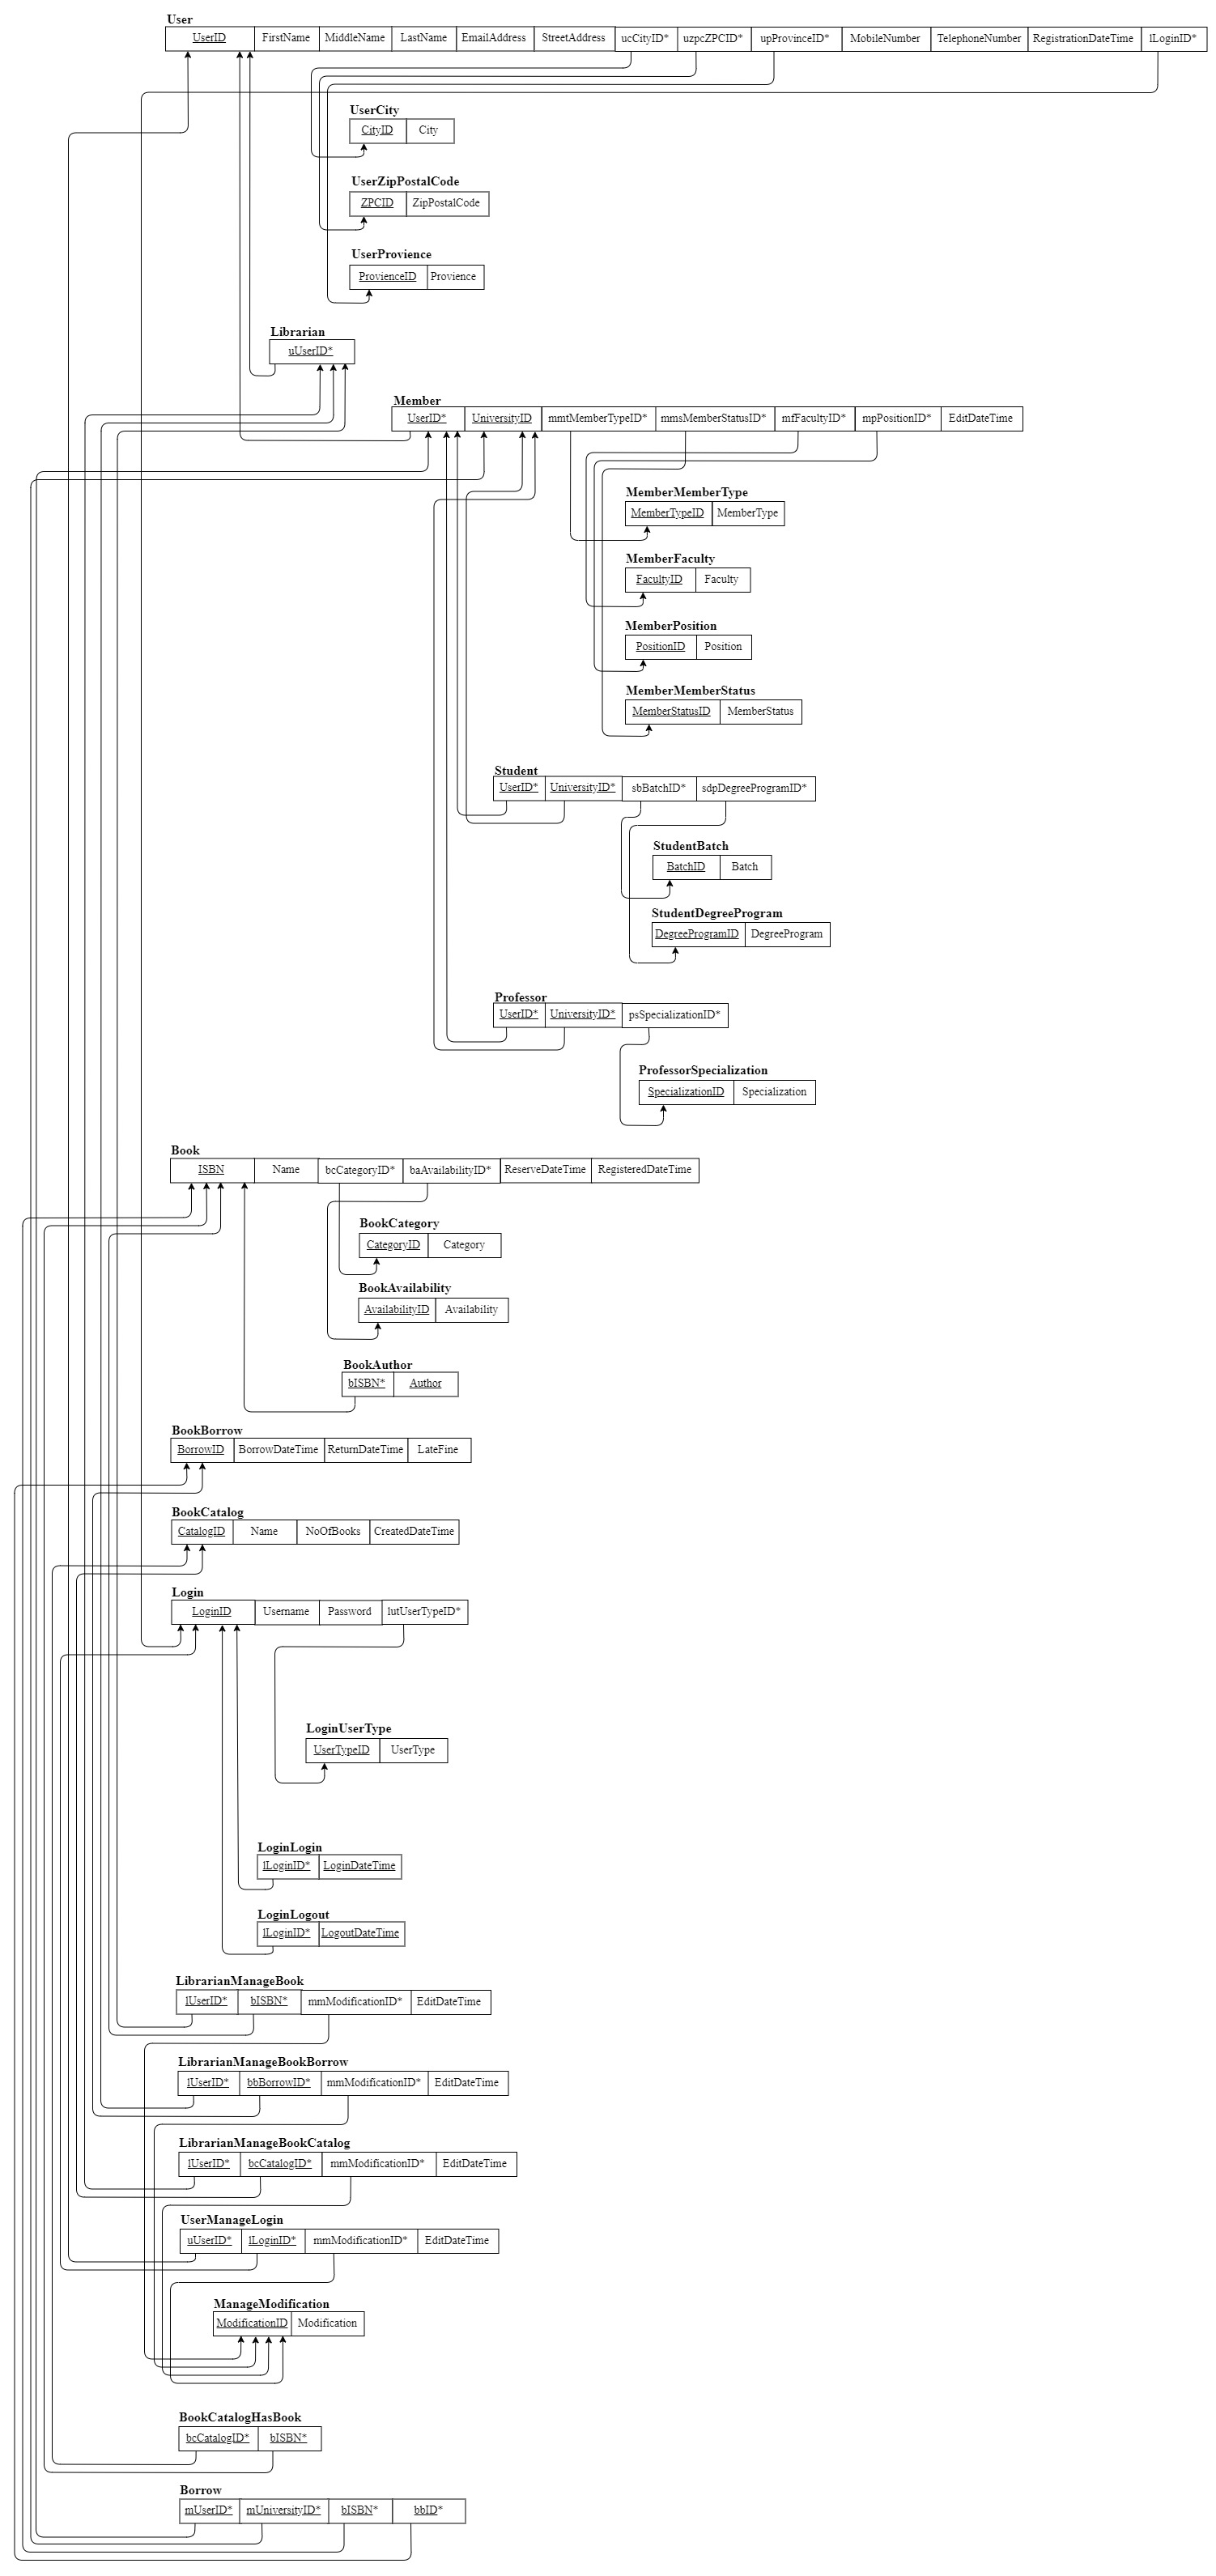 User
UserID FirstName MiddleName LastName EmailAddress StreetAddress ucCityID* uzpcZPCID* upProvinceID* MobileNumber TelephoneNumber RegistrationDateTime lLoginID*
UserCity
CityID City
UserZipPostalCode
ZPCID ZipPostalCode
UserProvience
ProvienceID Provience
Librarian
uUserID*
Member
UserID* UniversityID mmtMemberTypeID* mmsMemberStatusID* mfFacultyID* mpPositionID* EditDateTime
MemberMemberType
MemberTypeID MemberType
MemberFaculty
FacultyID Faculty
MemberPosition
PositionID Position
MemberMemberStatus
MemberStatusID MemberStatus
Student
UserID* UniversityID* sbBatchID* sdpDegreeProgramID*
StudentBatch
BatchID Batch
StudentDegreeProgram
DegreeProgramID DegreeProgram
Professor
UserID* UniversityID* psSpecializationID*
ProfessorSpecialization
SpecializationID Specialization
Book
ISBN Name bcCategoryID* baAvailabilityID* ReserveDateTime RegisteredDateTime
BookCategory
CategoryID Category
BookAvailability
AvailabilityID Availability
BookAuthor
bISBN* Author
BookBorrow
BorrowID BorrowDateTime ReturnDateTime LateFine
BookCatalog
CatalogID Name NoOfBooks CreatedDateTime
Login
LoginID Username Password lutUserTypeID*
LoginUserType
UserTypeID UserType
LoginLogin
lLoginID* LoginDateTime
LoginLogout
lLoginID* LogoutDateTime
LibrarianManageBook
lUserID* bISBN* mmModificationID* EditDateTime
LibrarianManageBookBorrow
lUserID* bbBorrowID* mmModificationID* EditDateTime
LibrarianManageBookCatalog
lUserID* bcCatalogID* mmModificationID* EditDateTime
UserManageLogin
uUserID* lLoginID* mmModificationID* EditDateTime
ManageModification
ModificationID Modification
BookCatalogHasBook
bcCatalogID* bISBN*
Borrow
mUserID* mUniversityID* bISBN* bbID*